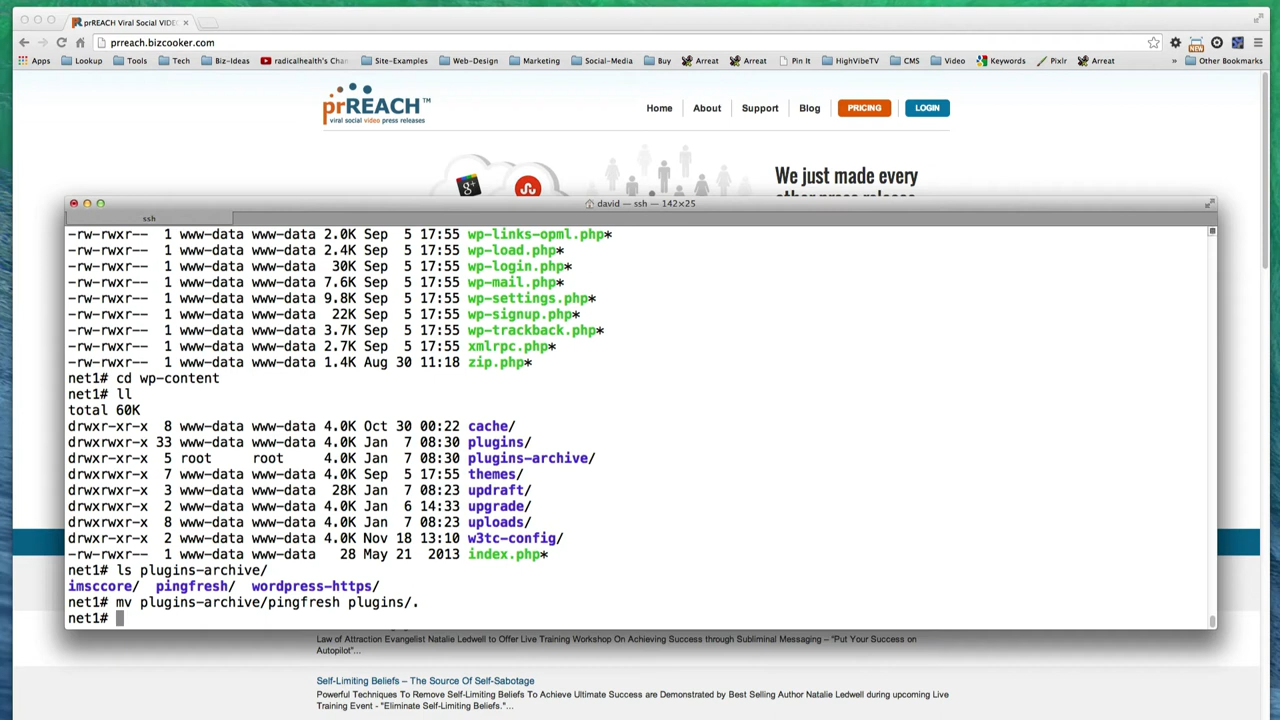 prREACH Viral Social VIDEO
prreach.bizcooker.com
NEW
Apps Lookup Tools Biz-Ideas Tech radicalhealth's Chan Site-Examples Web-Design Marketing Social-Media Buy Arreat Arreat Pin It HighVibeTV CMS Video Keywords Pixlr Arreat » Other Bookmarks
prREACH™
viral social video press releases
Home About Support Blog PRICING LOGIN
We just made every
other press release
g+
david — ssh — 142×25
ssh
-rw-rwxr-- 1 www-data www-data 2.0K Sep 5 17:55 wp-links-opml.php*
-rw-rwxr-- 1 www-data www-data 2.4K Sep 5 17:55 wp-load.php*
-rw-rwxr-- 1 www-data www-data 30K Sep 5 17:55 wp-login.php*
-rw-rwxr-- 1 www-data www-data 7.6K Sep 5 17:55 wp-mail.php*
-rw-rwxr-- 1 www-data www-data 9.8K Sep 5 17:55 wp-settings.php*
-rw-rwxr-- 1 www-data www-data 22K Sep 5 17:55 wp-signup.php*
-rw-rwxr-- 1 www-data www-data 3.7K Sep 5 17:55 wp-trackback.php*
-rw-rwxr-- 1 www-data www-data 2.7K Sep 5 17:55 xmlrpc.php*
-rw-rwxr-- 1 www-data www-data 1.4K Aug 30 11:18 zip.php*
net1# cd wp-content
net1# ll
total 60K
drwxrwxr-x 8 www-data www-data 4.0K Oct 30 00:22 cache/
drwxr-xr-x 33 www-data www-data 4.0K Jan 7 08:30 plugins/
drwxr-xr-x 5 root root 4.0K Jan 7 08:30 plugins-archive/
drwxrwxr-x 7 www-data www-data 4.0K Sep 5 17:55 themes/
drwxrwxr-x 3 www-data www-data 28K Jan 7 08:23 updraft/
drwxrwxr-x 2 www-data www-data 4.0K Jan 6 14:33 upgrade/
drwxrwxr-x 8 www-data www-data 4.0K Jan 7 08:23 uploads/
drwxrwxr-x 2 www-data www-data 4.0K Nov 18 13:10 w3tc-config/
-rw-rwxr-- 1 www-data www-data 28 May 21 2013 index.php*
net1# ls plugins-archive/
imsccore/ pingfresh/ wordpress-https/
net1# mv plugins-archive/pingfresh plugins/.
net1#
Law of Attraction Evangelist Natalie Ledwell to Offer Live Training Workshop On Achieving Success through Subliminal Messaging – "Put Your Success on
Autopilot"...
Self-Limiting Beliefs – The Source Of Self-Sabotage
Powerful Techniques To Remove Self-Limiting Beliefs To Achieve Ultimate Success are Demonstrated by Best Selling Author Natalie Ledwell during upcoming Live
Training Event - "Eliminate Self-Limiting Beliefs."...